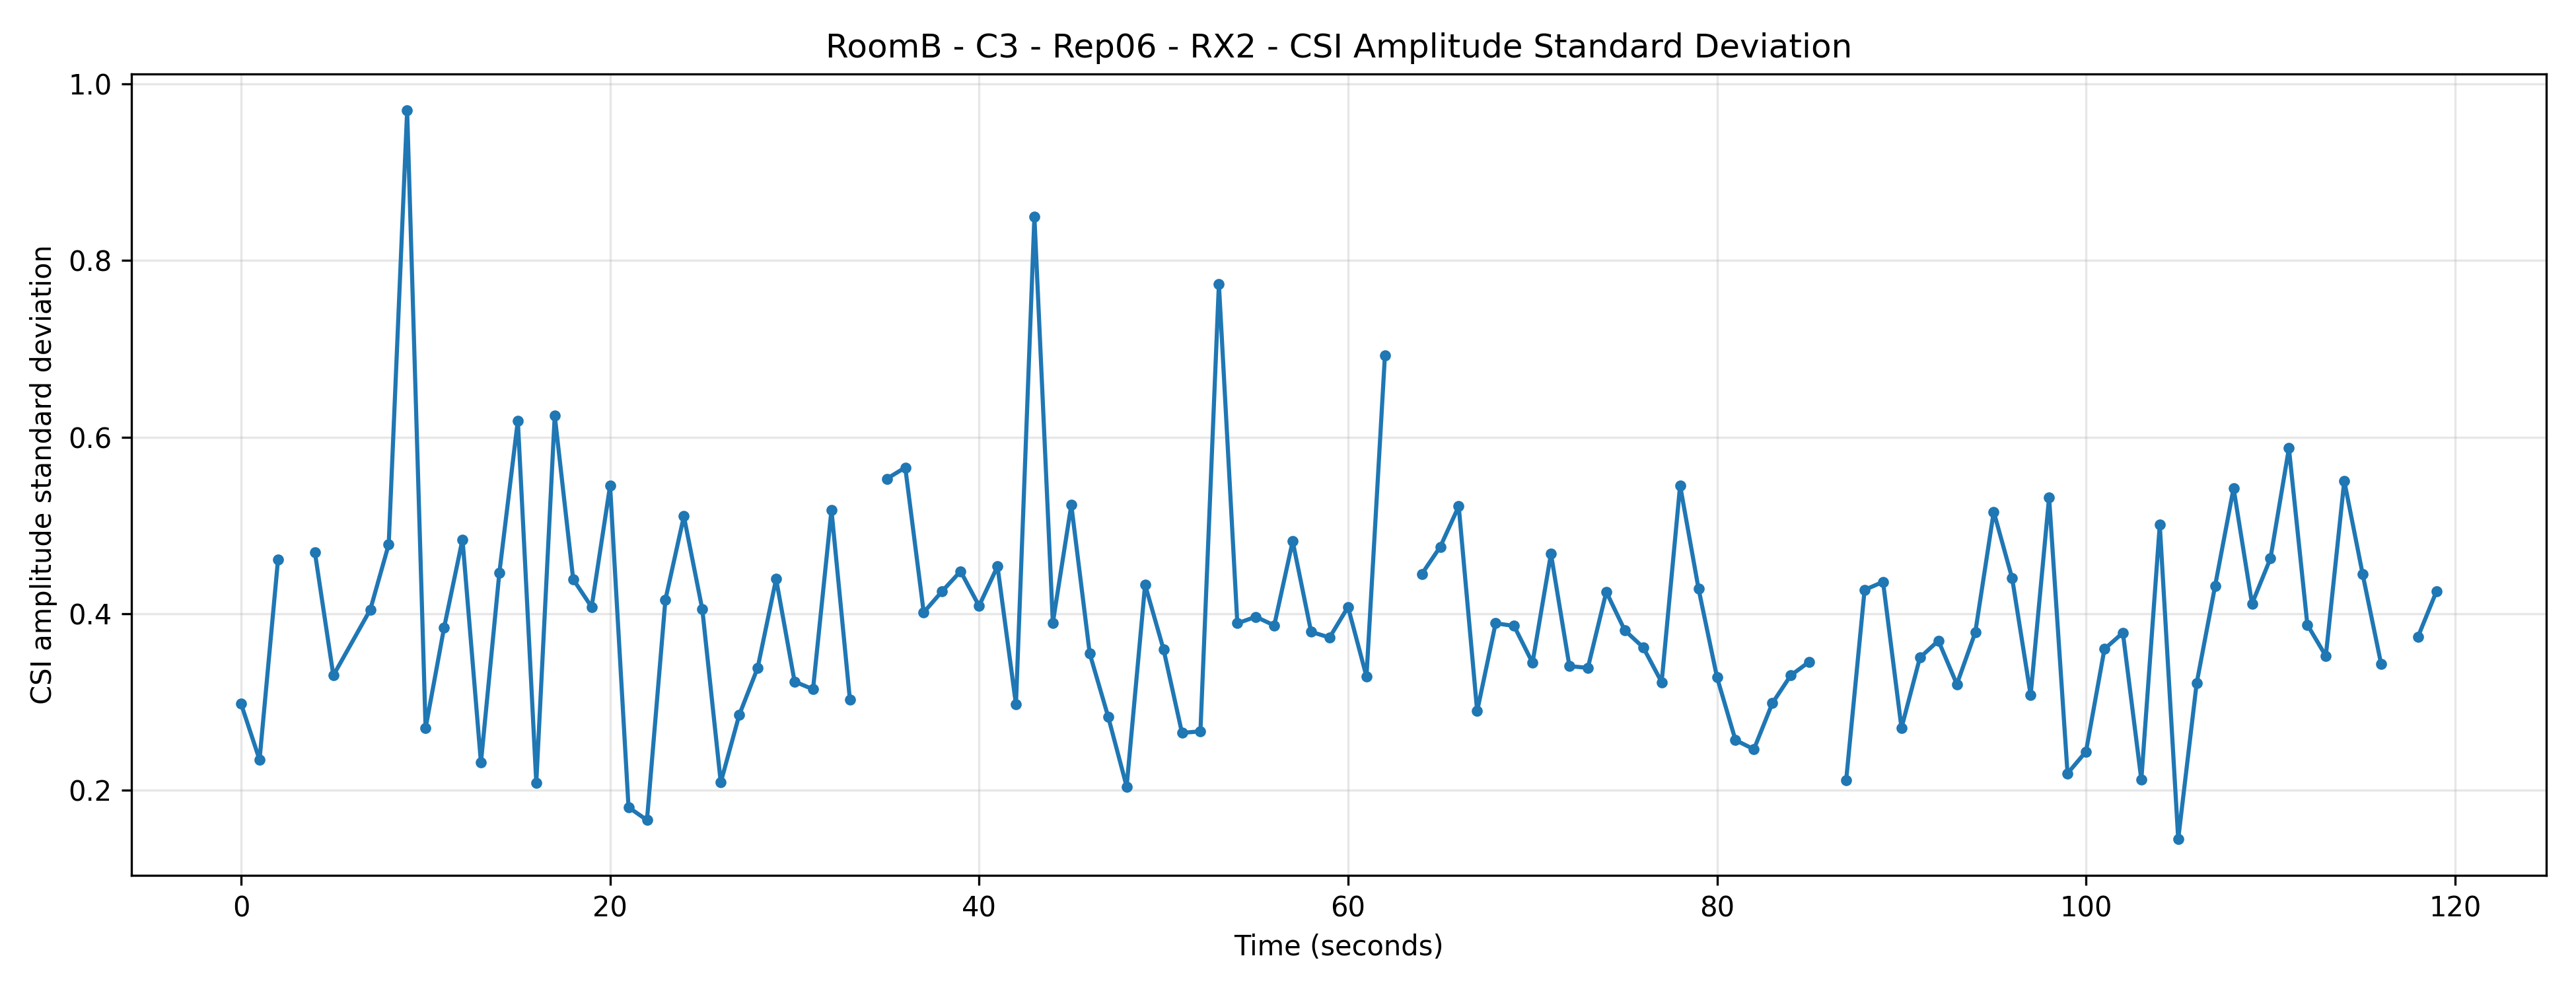 RoomB - C3 - Rep06 - RX2 - CSI Amplitude Standard Deviation
CSI amplitude standard deviation
1.0
0.8
0.6
0.4
0.2
0 20 40 60 80 100 120
Time (seconds)